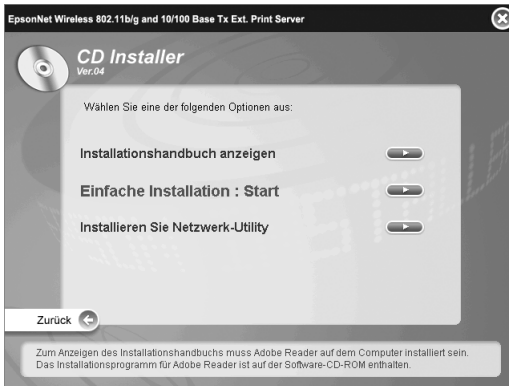 EpsonNet Wireless 802.11b/g and 10/100 Base Tx Ext. Print Server
CD Installer
Ver.04
Wählen Sie eine der folgenden Optionen aus:
Installationshandbuch anzeigen
Einfache Installation : Start
Installieren Sie Netzwerk-Utility
Zurück
Zum Anzeigen des Installationshandbuchs muss Adobe Reader auf dem Computer installiert sein.
Das Installationsprogramm für Adobe Reader ist auf der Software-CD-ROM enthalten.